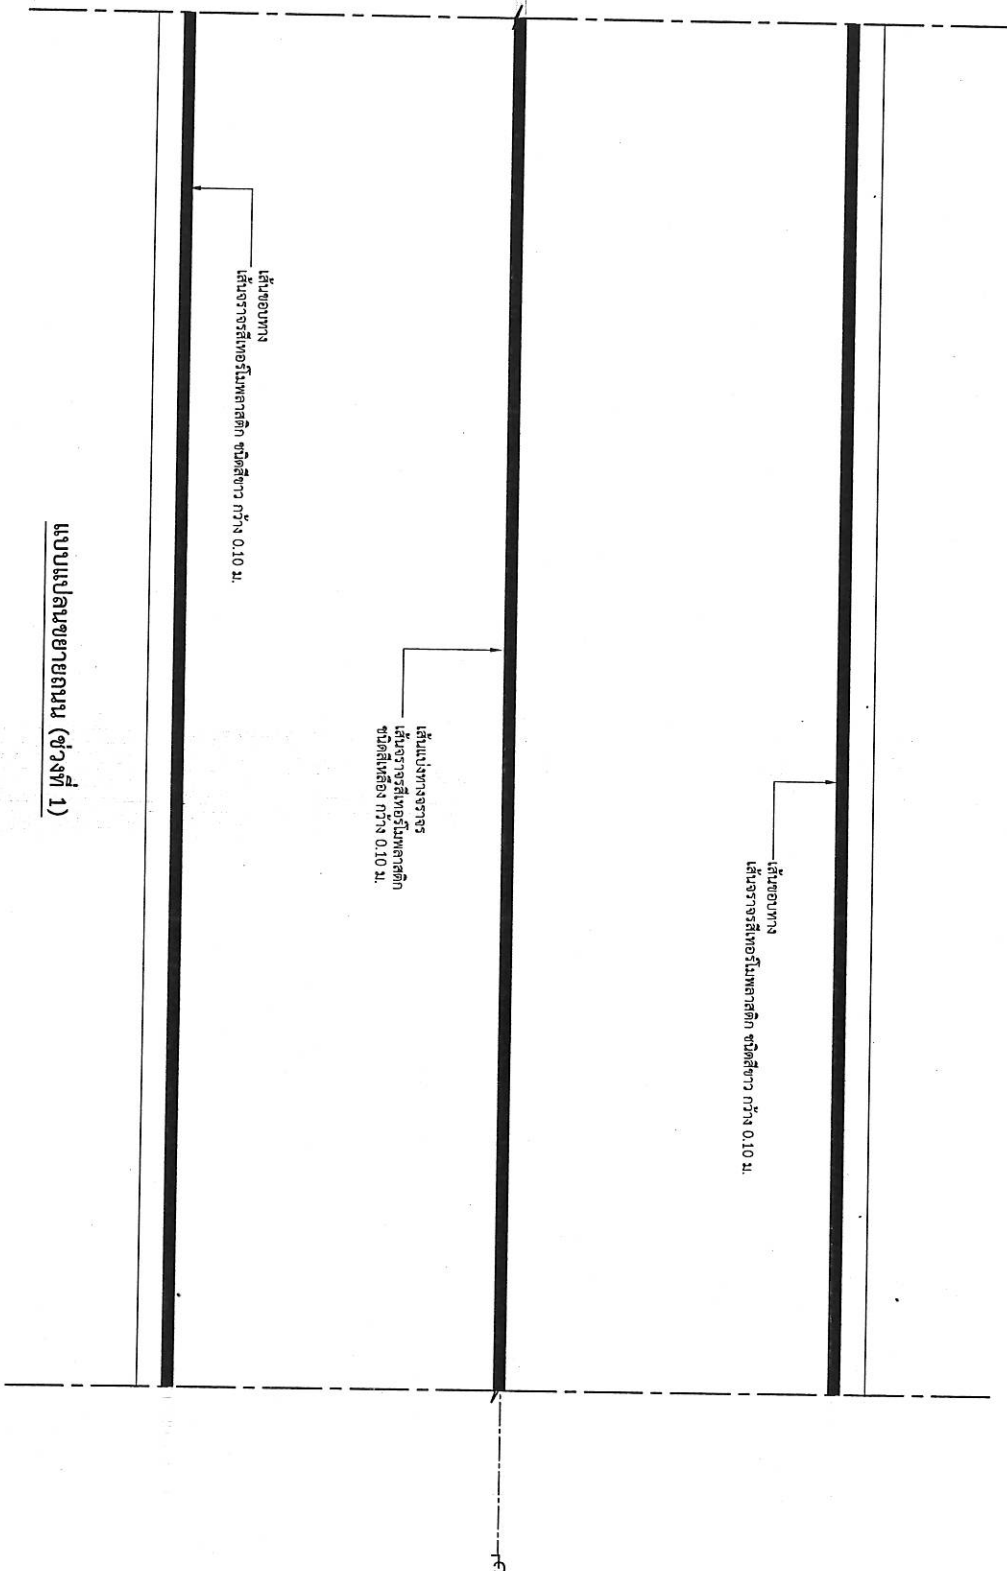 เส้นขอบทาง
เส้นจราจรสีเทอร์โมพลาสติก ชนิดสีขาว กว้าง 0.10 ม.
เส้นแบ่งทางจราจร
เส้นจราจรสีเทอร์โมพลาสติก
ชนิดสีเหลือง กว้าง 0.10 ม.
เส้นขอบทาง
เส้นจราจรสีเทอร์โมพลาสติก ชนิดสีขาว กว้าง 0.10 ม.
แบบแปลนขยายถนน (ช่วงที่ 1)